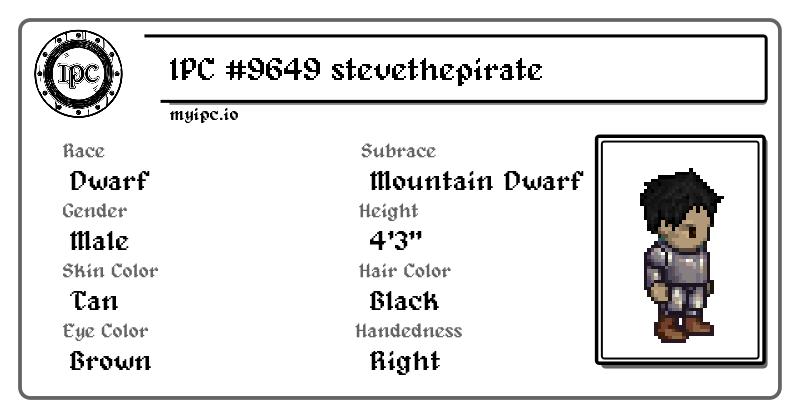 IPC
IPC #9649 stevethepirate
myipc.io
Race
Dwarf
Subrace
Mountain Dwarf
Gender
Male
Height
4'3"
Skin Color
Tan
Hair Color
Black
Eye Color
Brown
Handedness
Right